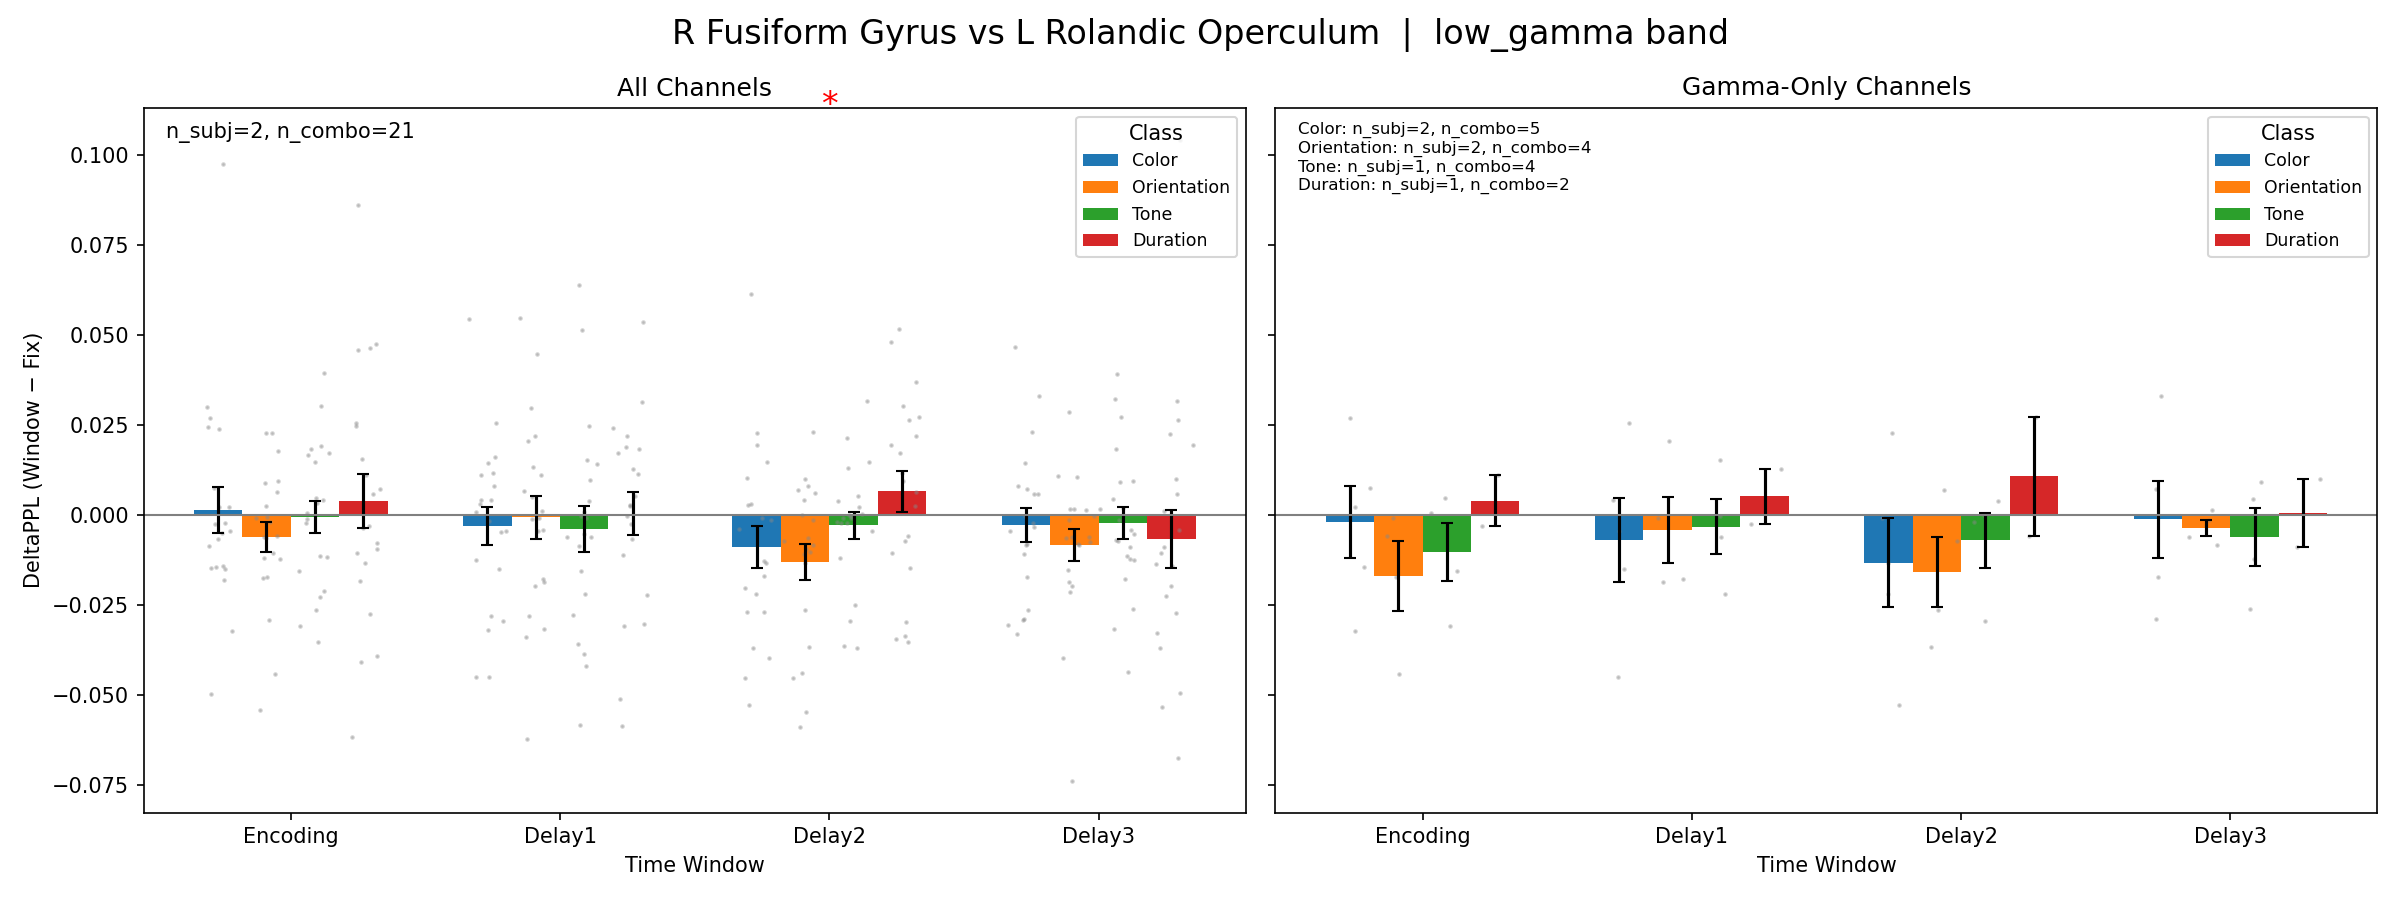 R Fusiform Gyrus vs L Rolandic Operculum | low_gamma band
All Channels
*
n_subj=2, n_combo=21
Class
Color
Orientation
Tone
Duration
0.100
0.075
0.050
0.025
0.000
−0.025
−0.050
−0.075
DeltaPPL (Window − Fix)
Encoding
Delay1
Delay2
Delay3
Time Window
Gamma-Only Channels
Color: n_subj=2, n_combo=5
Orientation: n_subj=2, n_combo=4
Tone: n_subj=1, n_combo=4
Duration: n_subj=1, n_combo=2
Class
Color
Orientation
Tone
Duration
Encoding
Delay1
Delay2
Delay3
Time Window